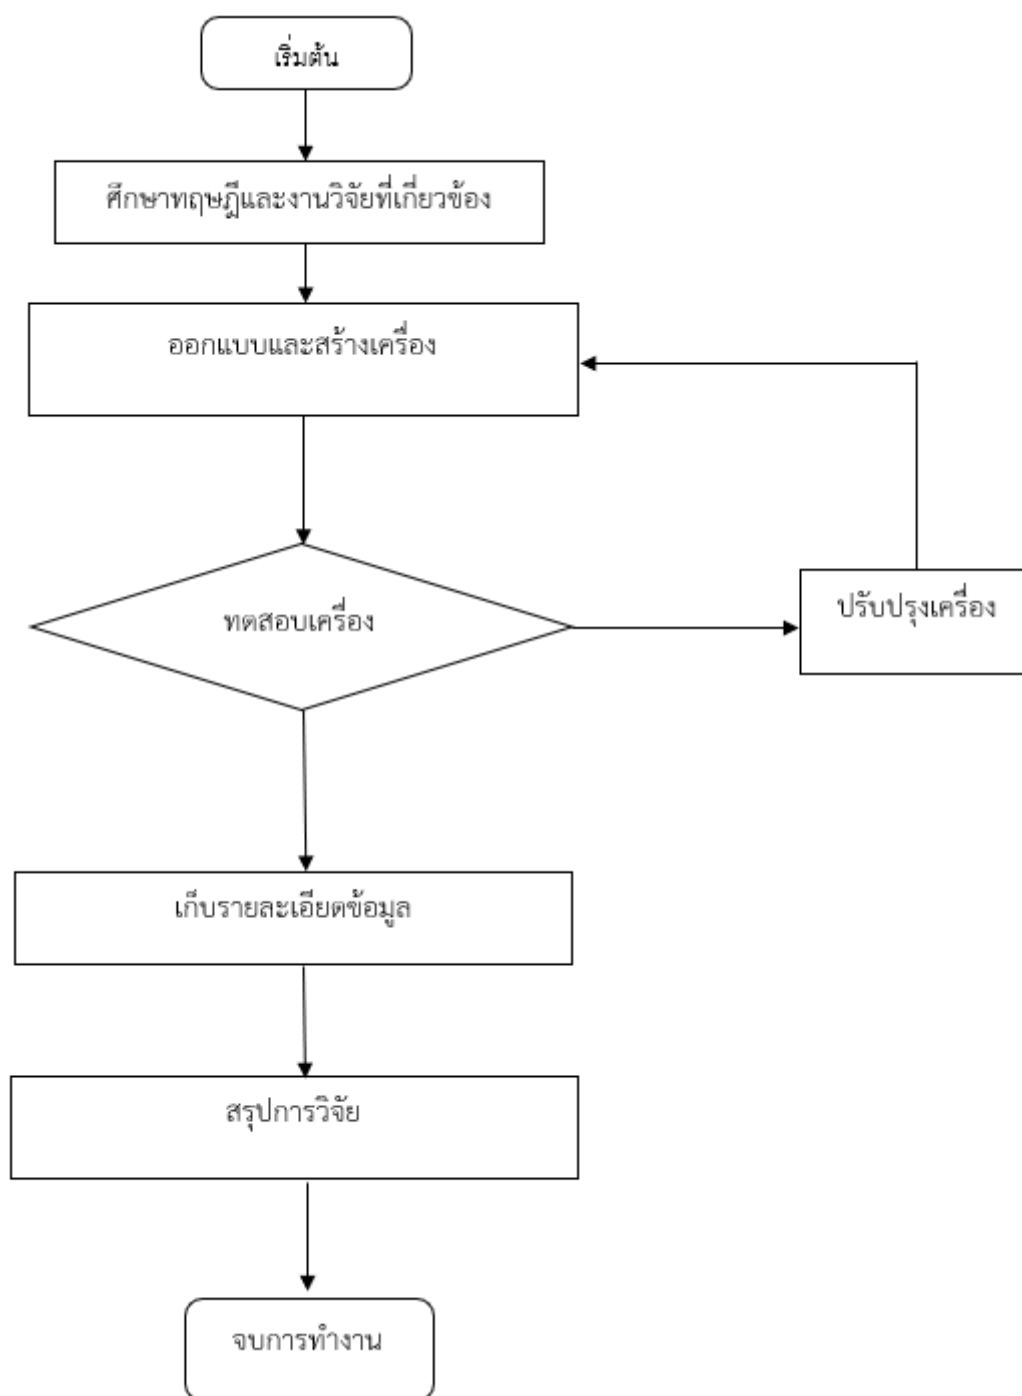 เริ่มต้น
ศึกษาทฤษฎีและงานวิจัยที่เกี่ยวข้อง
ออกแบบและสร้างเครื่อง
ทดสอบเครื่อง
ปรับปรุงเครื่อง
เก็บรายละเอียดข้อมูล
สรุปการวิจัย
จบการทำงาน